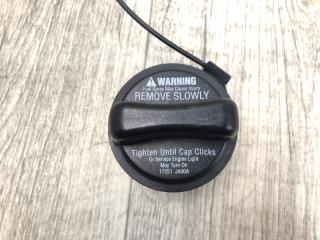 WARNING
Fuel Spray May Cause Injury
REMOVE SLOWLY
Tighten Until Cap Clicks
Or Service Engine Light
May Turn On
17251 JA00A